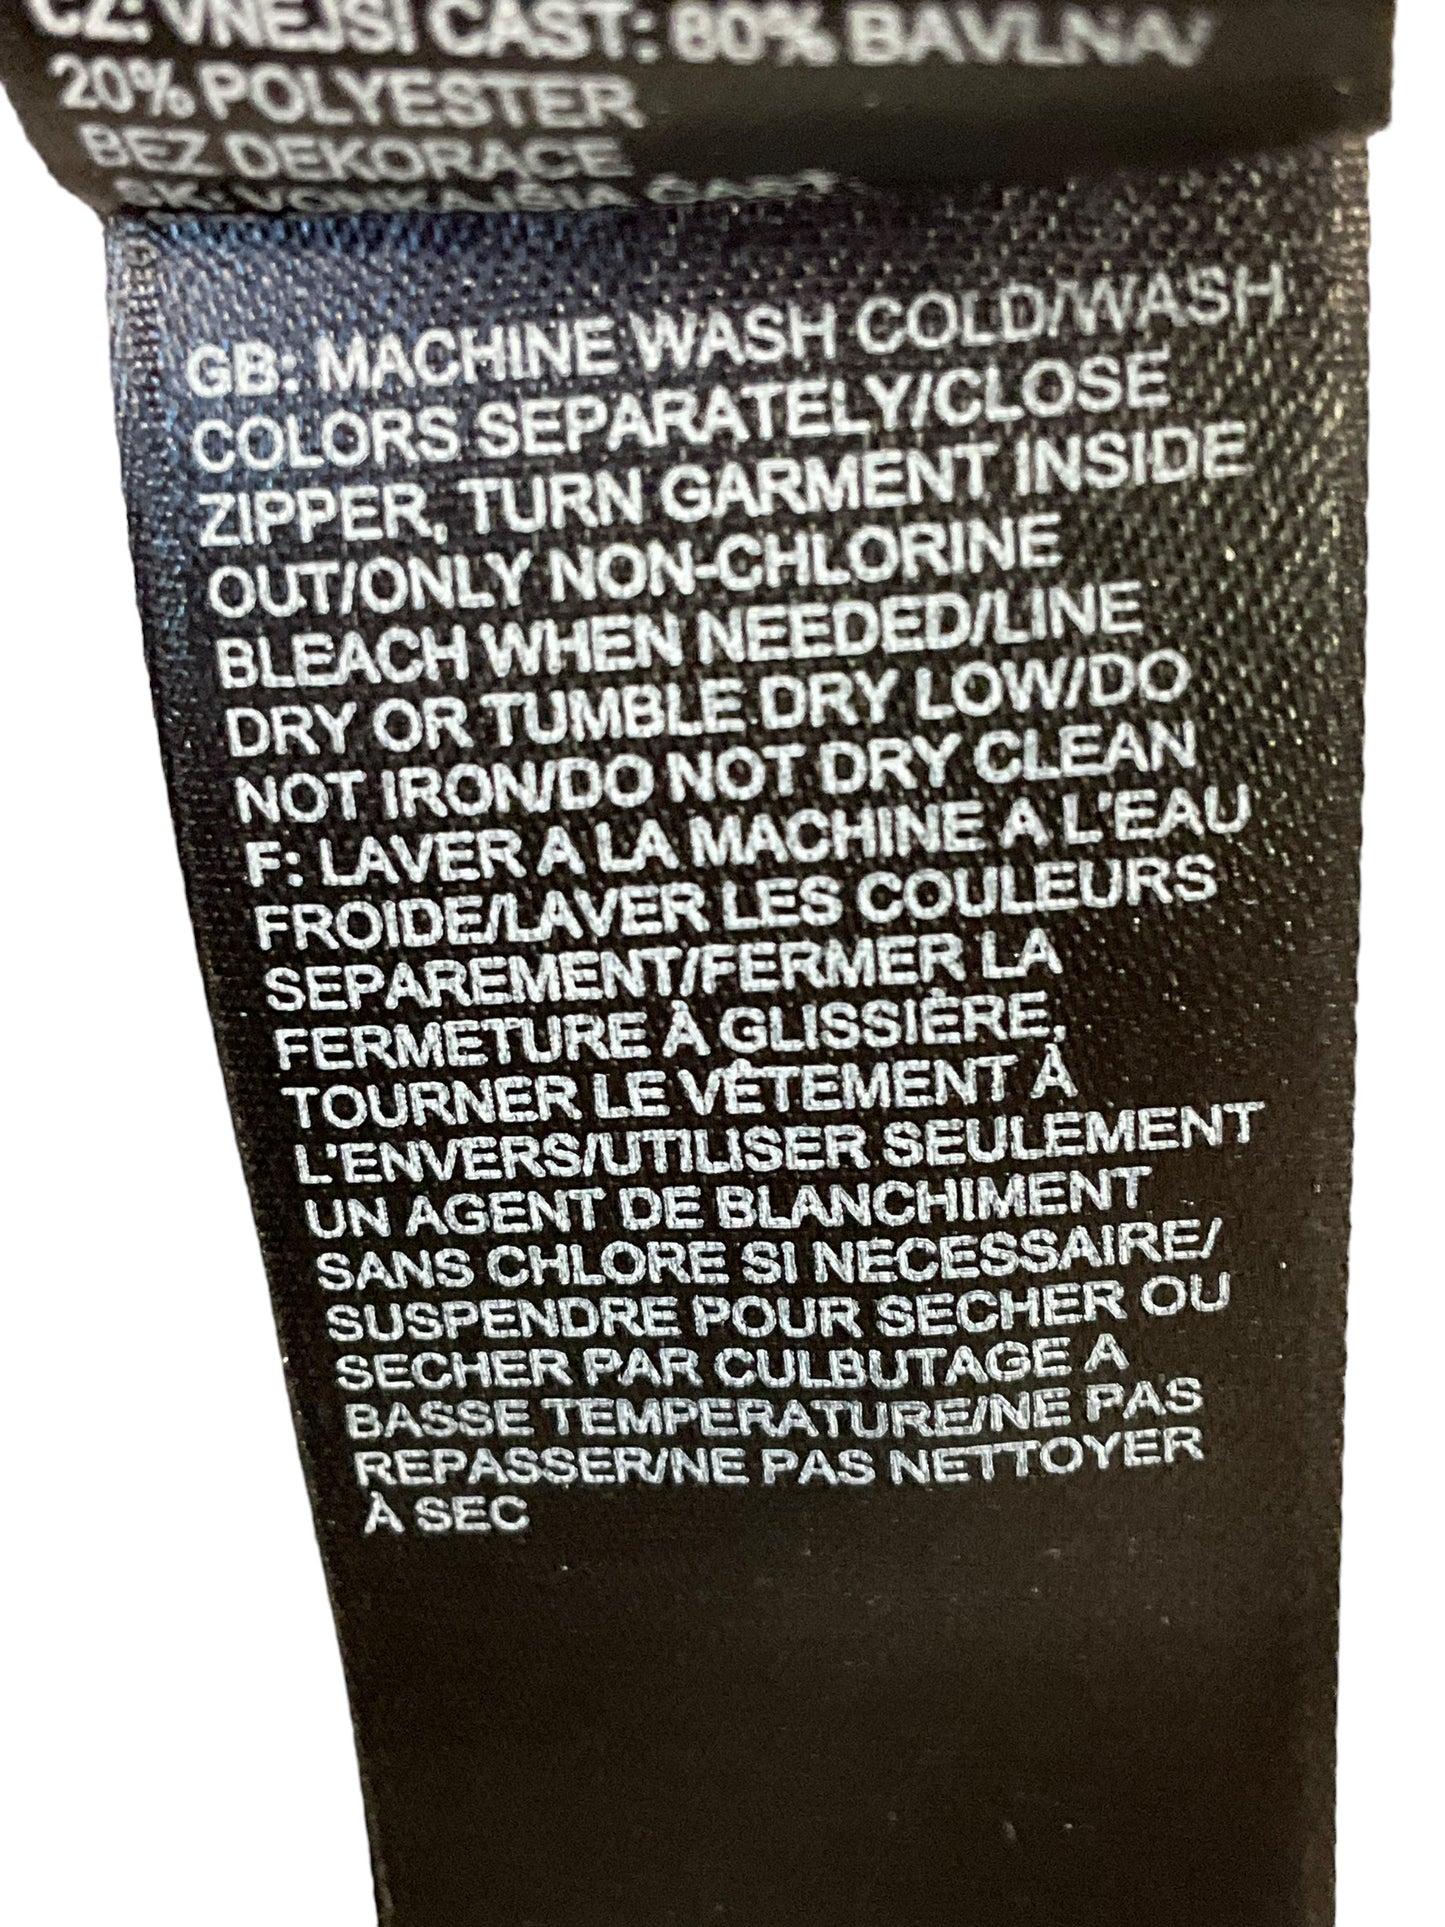 CZ: VNEJSI CAST: 80% BAVLNA/
20% POLYESTER
BEZ DEKORACE
GB: MACHINE WASH COLD/WASH
COLORS SEPARATELY/CLOSE
ZIPPER, TURN GARMENT INSIDE
OUT/ONLY NON-CHLORINE
BLEACH WHEN NEEDED/LINE
DRY OR TUMBLE DRY LOW/DO
NOT IRON/DO NOT DRY CLEAN
F: LAVER A LA MACHINE A L'EAU
FROIDE/LAVER LES COULEURS
SEPAREMENT/FERMER LA
FERMETURE À GLISSIÈRE,
TOURNER LE VÊTEMENT À
L'ENVERS/UTILISER SEULEMENT
UN AGENT DE BLANCHIMENT
SANS CHLORE SI NECESSAIRE/
SUSPENDRE POUR SECHER OU
SECHER PAR CULBUTAGE A
BASSE TEMPERATURE/NE PAS
REPASSER/NE PAS NETTOYER
À SEC